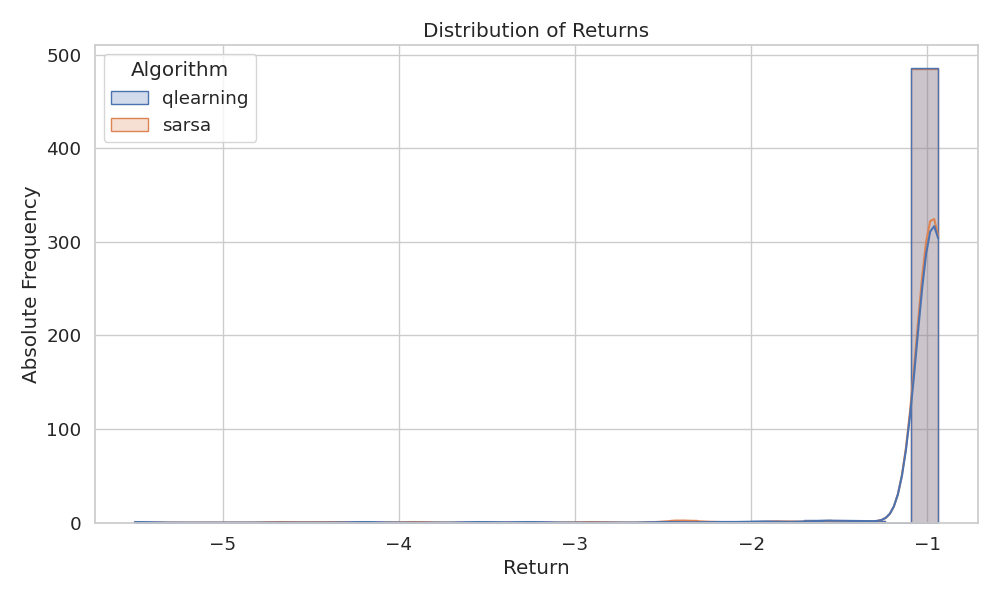 Distribution of Returns
500
400
300
200
100
0
Absolute Frequency
Algorithm
qlearning
sarsa
−5
−4
−3
−2
−1
Return